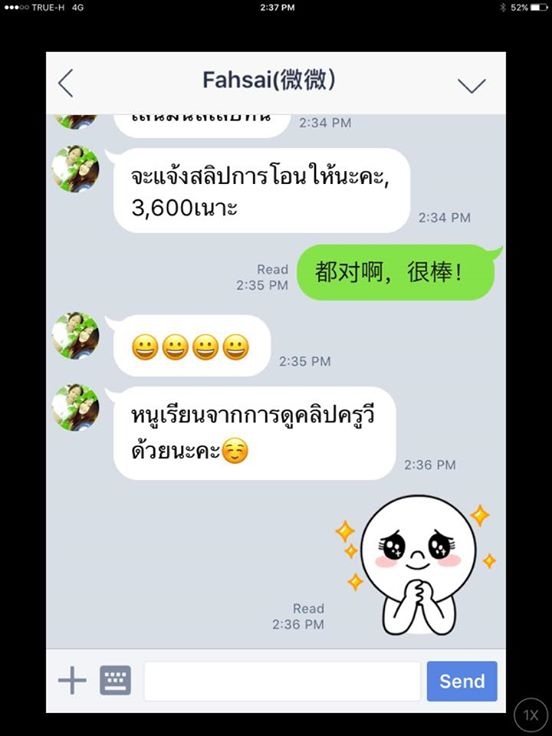 TRUE-H 4G
2:37 PM
52%
Fahsai(微微)
2:34 PM
จะแจ้งสลิปการโอนให้นะคะ,
3,600เนาะ
2:34 PM
Read
2:35 PM
都对啊，很棒！
😀😀😀😀
2:35 PM
หนูเรียนจากการดูคลิปครูวี
ด้วยนะคะ☺️
2:36 PM
Read
2:36 PM
Send
1X